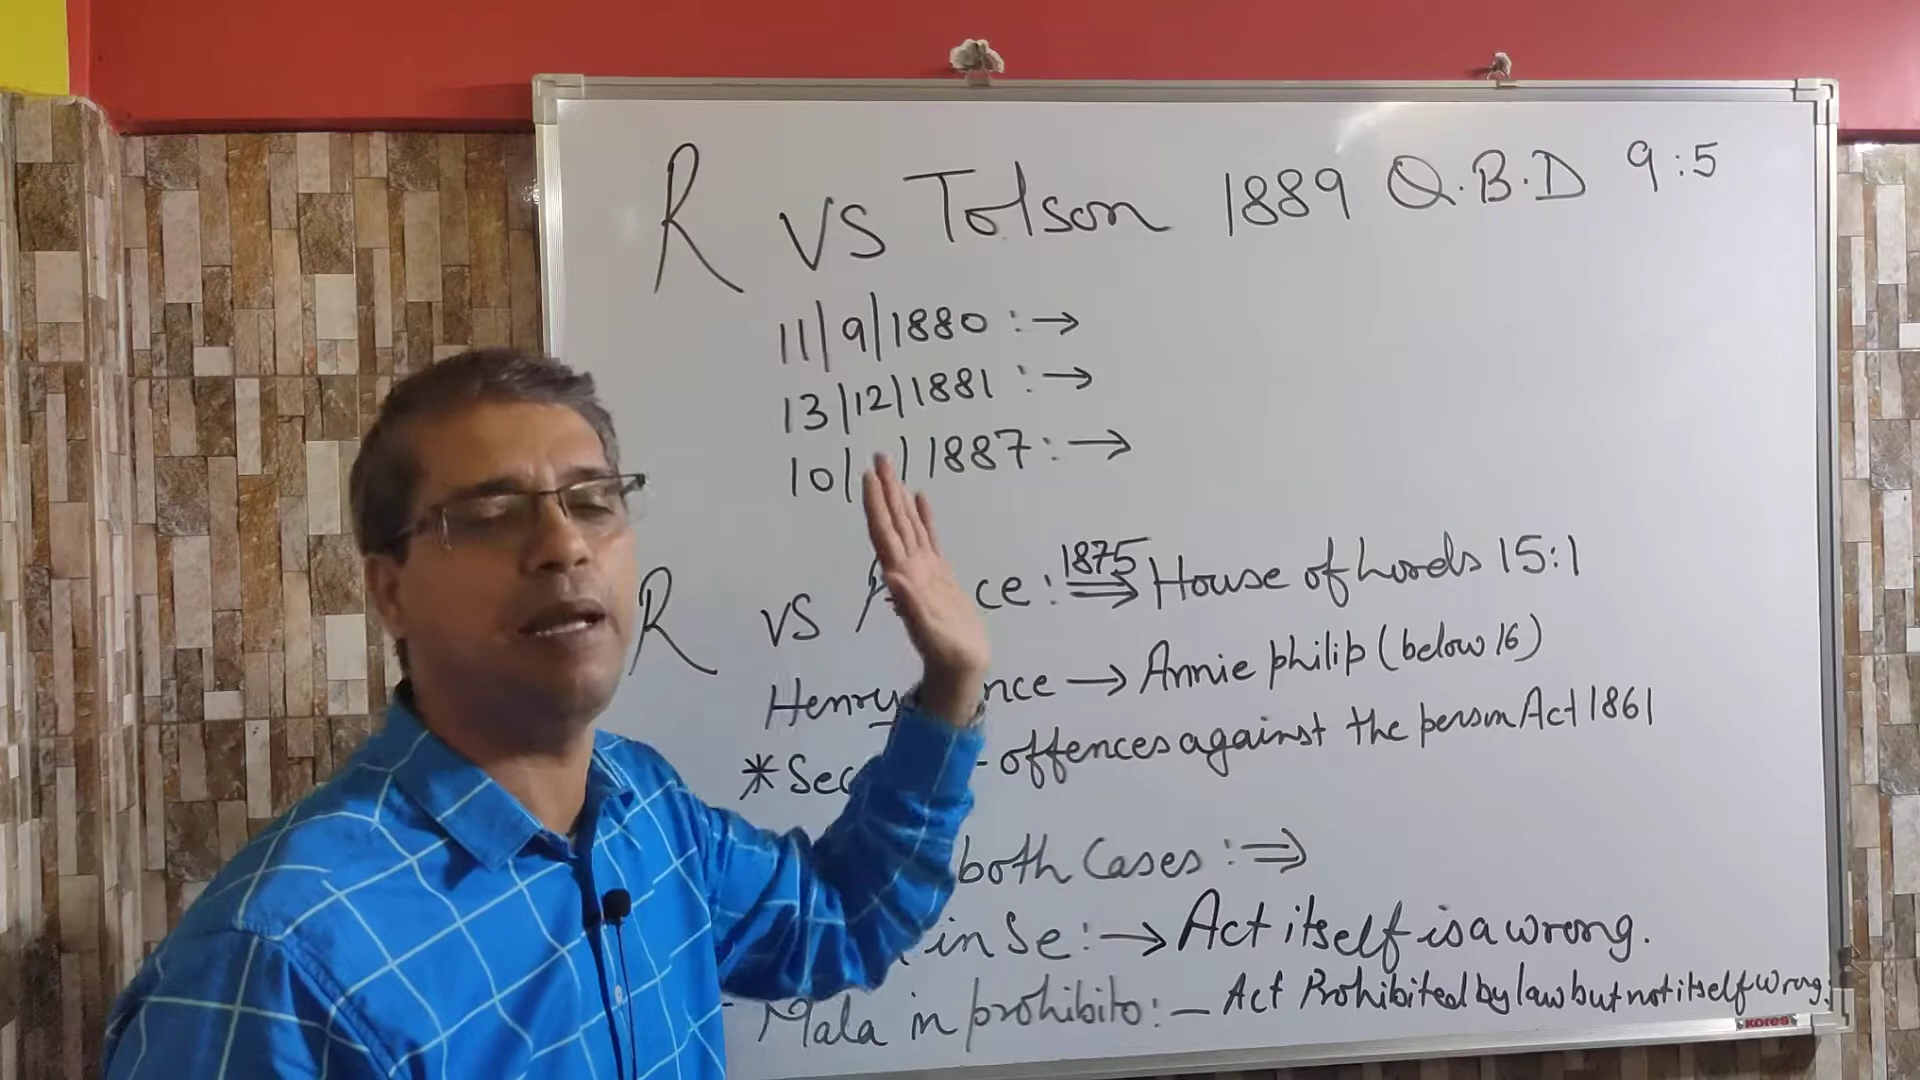 R vs Tolson 1889 Q.B.D 9:5
11/9/1880 :→
13/12/1881 :→
10/ /1887:→
R vs ce: 1875 ⇒ House of Lords 15:1
Henry nce → Annie philip (below 16)
*Sec - offences against the person Act 1861
both Cases :⇒
in Se :→ Act itself is a wrong.
- Mala in prohibito: - Act Prohibited by law but not itself wrong.
KORES